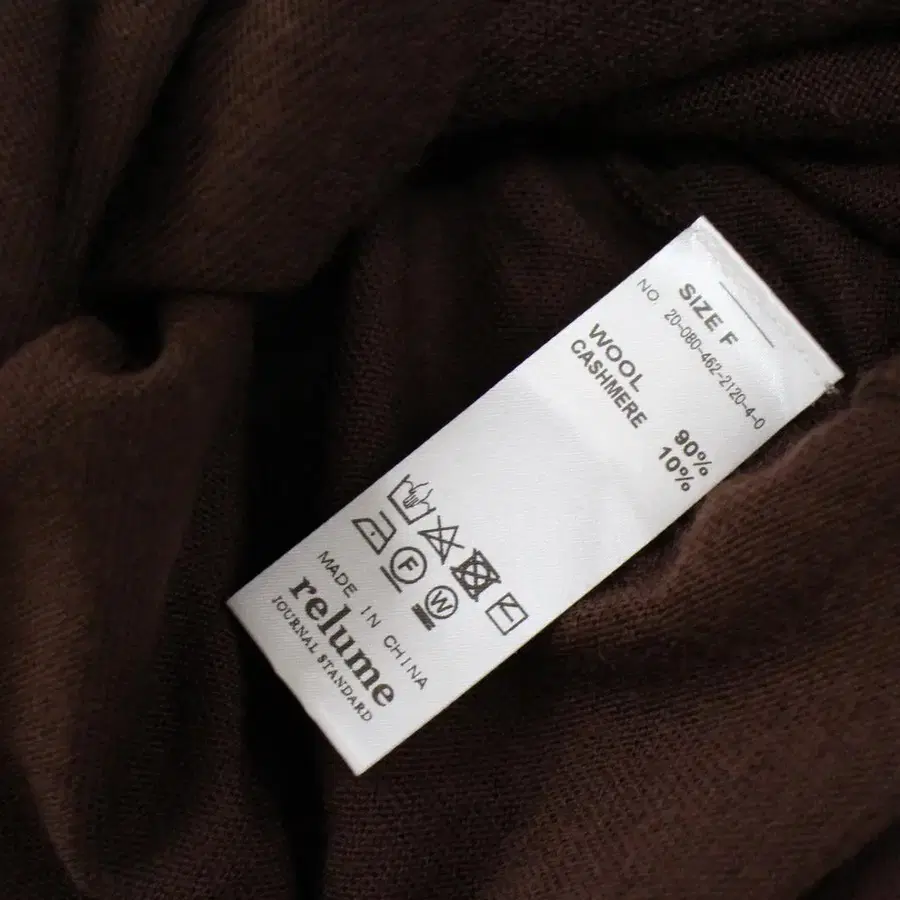 SIZE F
NO. 20-080-462-2120-4-0
WOOL 90%
CASHMERE 10%
F W
MADE IN CHINA
relume
JOURNAL STANDARD